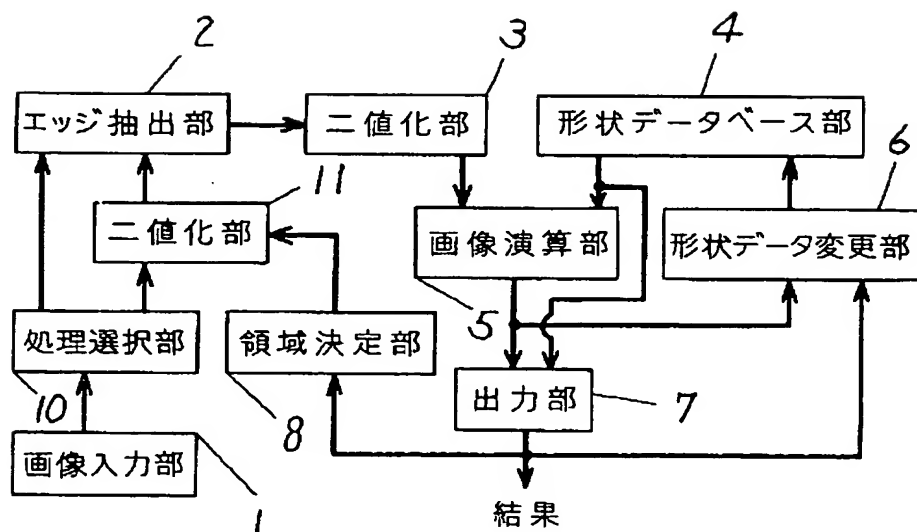 2
3
4
エッジ抽出部
二値化部
形状データベース部
6
11
二値化部
画像演算部
形状データ変更部
5
処理選択部
領域決定部
10
8
出力部
7
画像入力部
1
結果